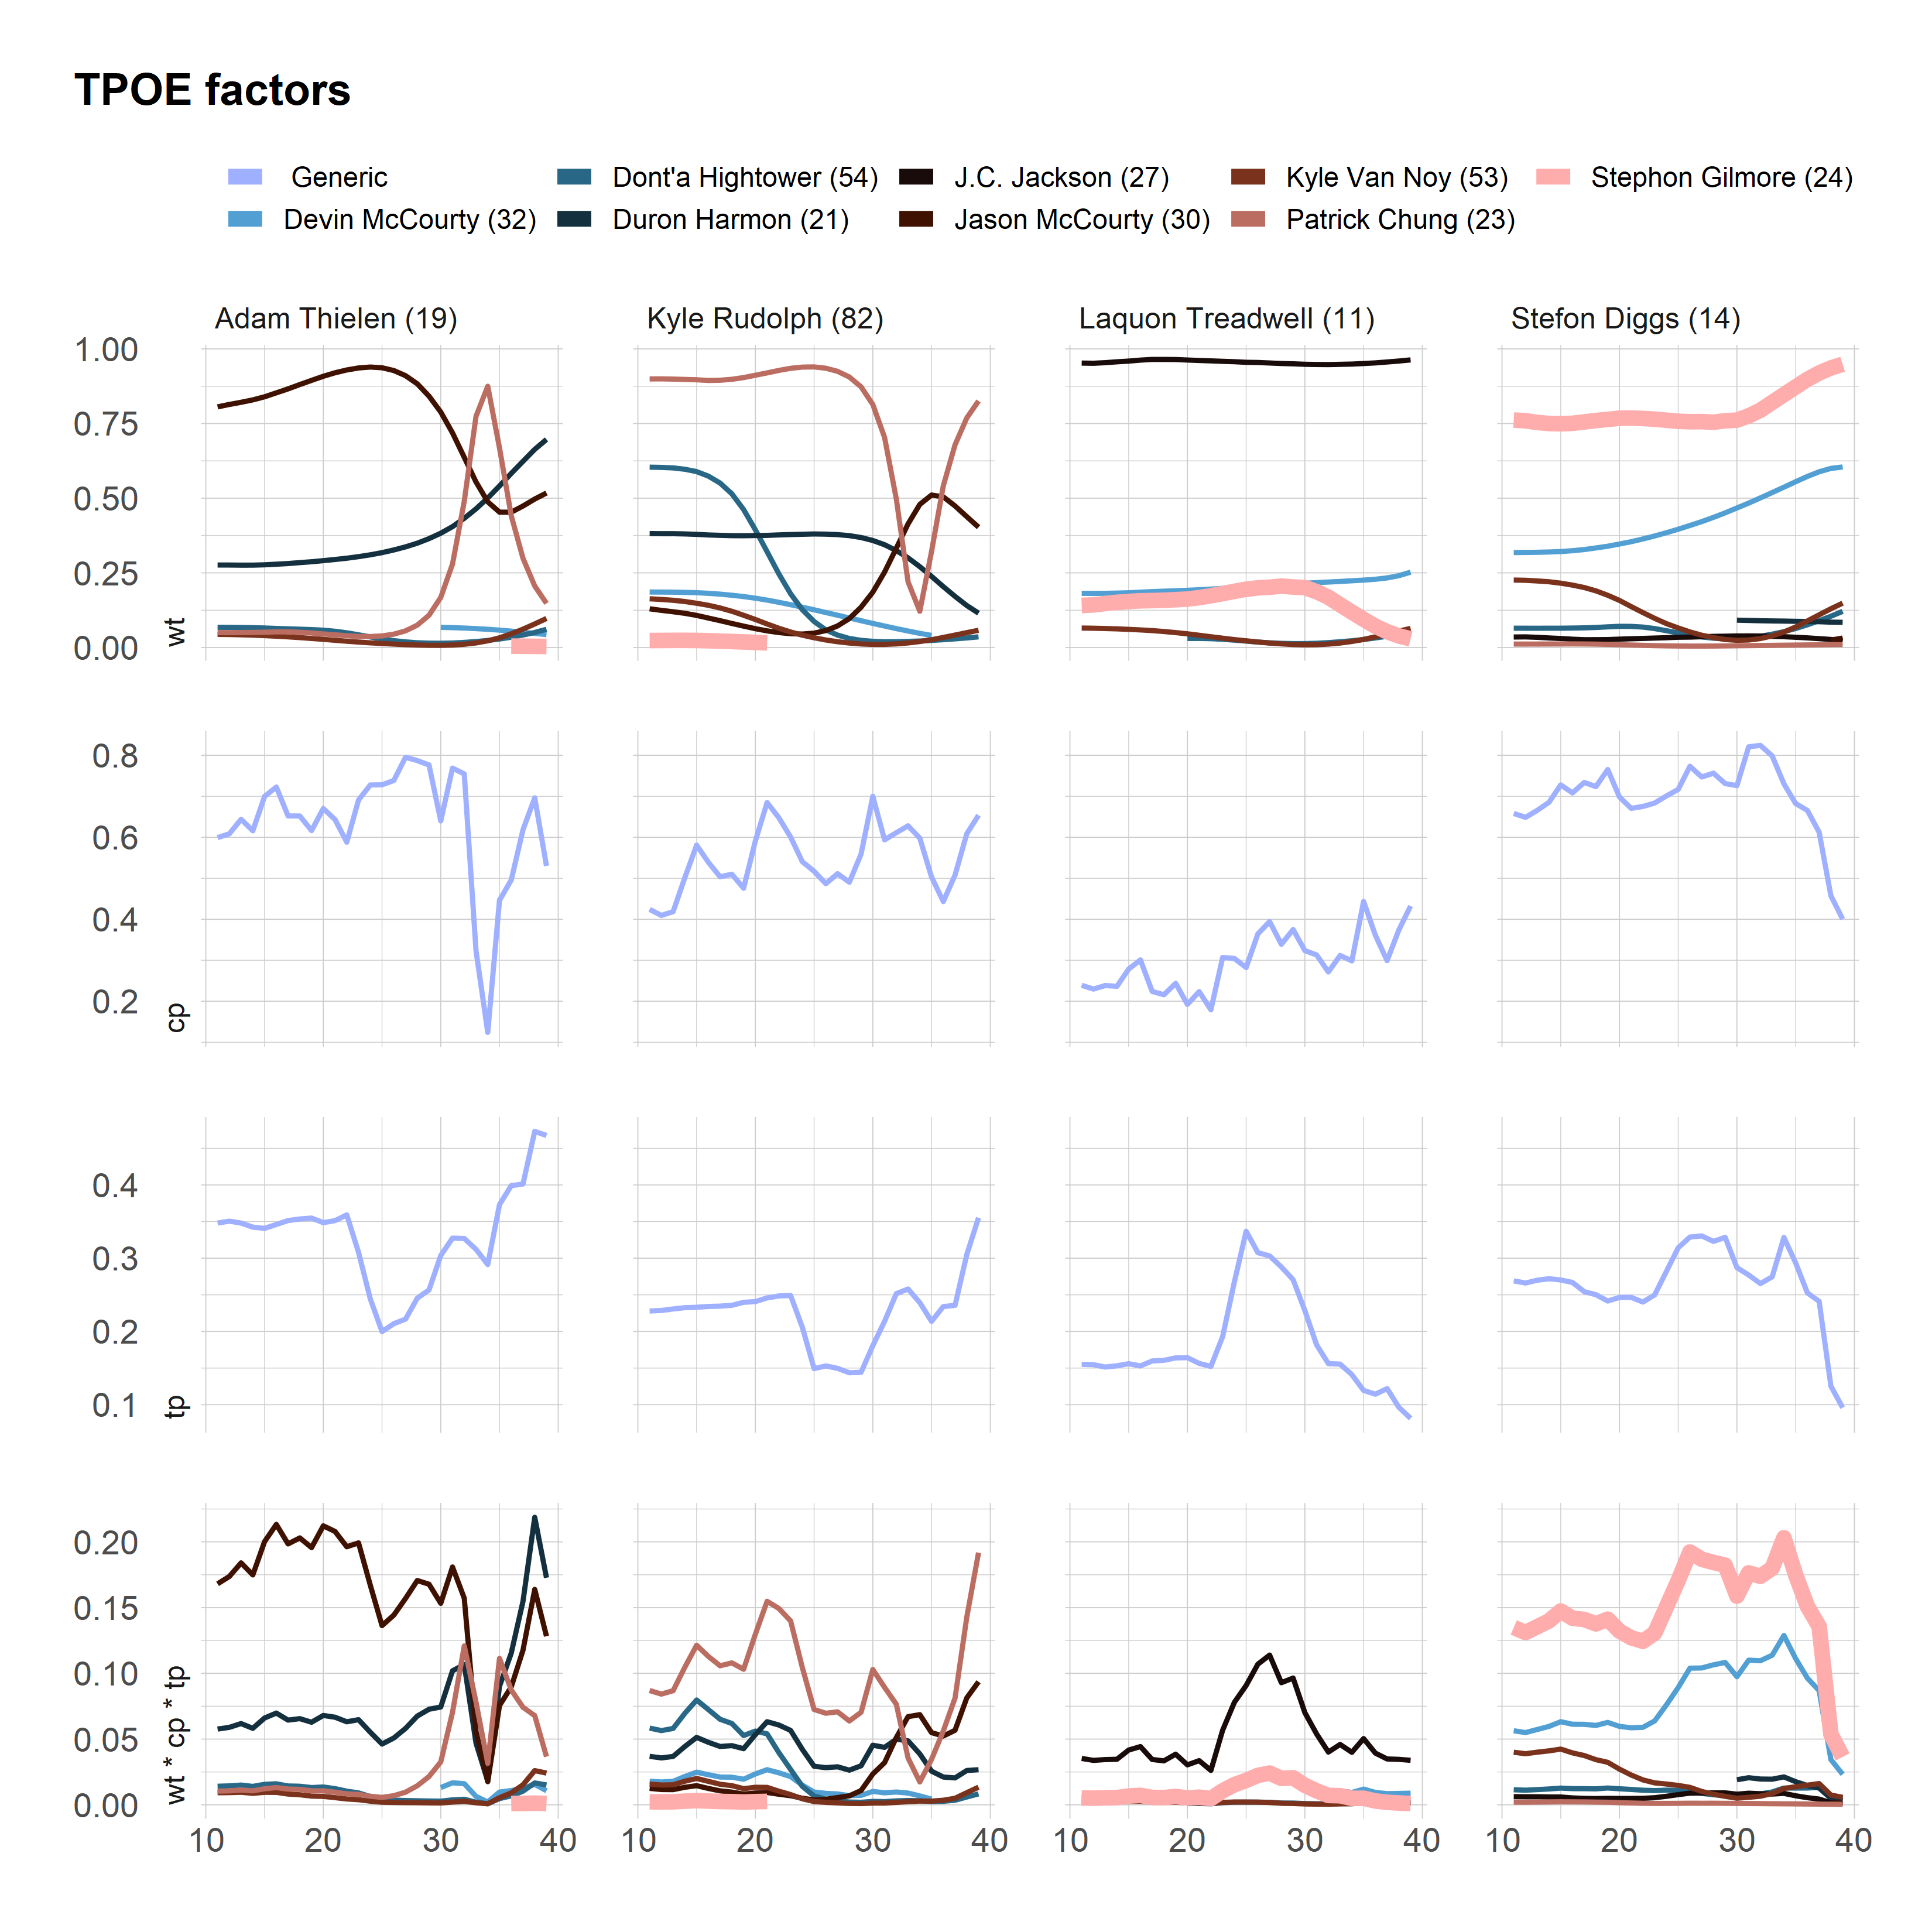 TPOE factors
Generic Dont'a Hightower (54) J.C. Jackson (27) Kyle Van Noy (53) Stephon Gilmore (24)
Devin McCourty (32) Duron Harmon (21) Jason McCourty (30) Patrick Chung (23)
Adam Thielen (19) Kyle Rudolph (82) Laquon Treadwell (11) Stefon Diggs (14)
1.00
0.75
0.50
0.25
0.00
wt
0.8
0.6
0.4
0.2
cp
0.4
0.3
0.2
0.1
tp
0.20
0.15
0.10
0.05
0.00
wt * cp * tp
10 20 30 40 10 20 30 40 10 20 30 40 10 20 30 40